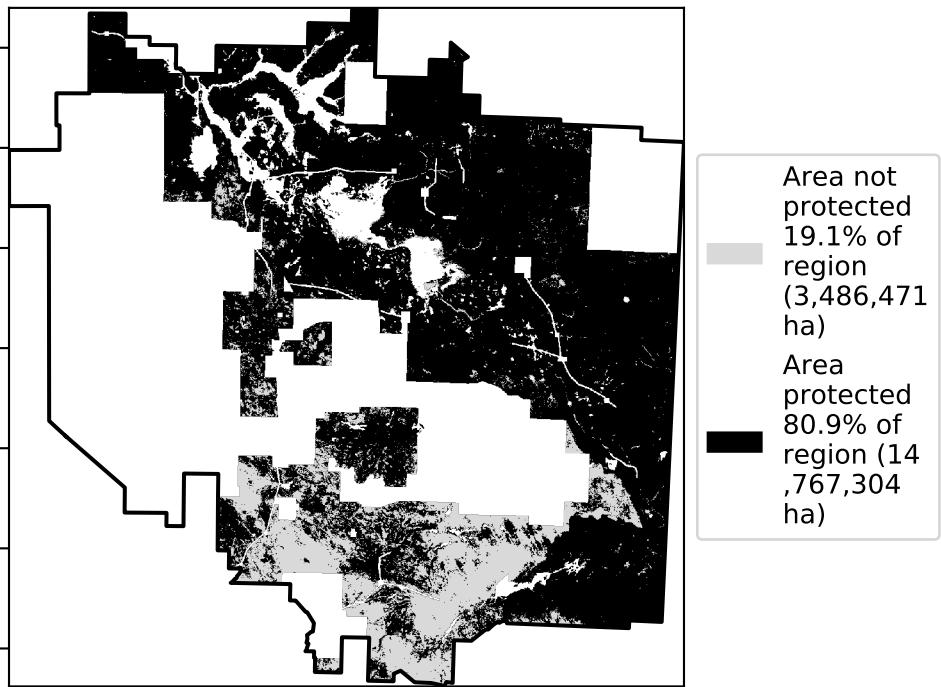 Area not
protected
19.1% of
region
(3,486,471
ha)
Area
protected
80.9% of
region (14
,767,304
ha)